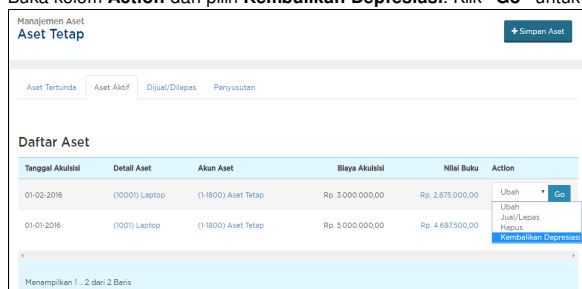 Buka kolom Action dan pilih Kembalikan Depresiasi. Klik "Go" untuk
Manajemen Aset
Aset Tetap
+ Simpan Aset
Aset Tertunda Aset Aktif Dijual/Dilepas Penyusutan
Daftar Aset
Tanggal Akuisisi Detail Aset Akun Aset Biaya Akuisisi Nilai Buku Action
01-02-2016 (10001) Laptop (1-1800) Aset Tetap Rp. 3.000.000,00 Rp. 2.875.000,00 Ubah Go
Ubah
Jual/Lepas
01-01-2016 (1001) Laptop (1-1800) Aset Tetap Rp. 5.000.000,00 Rp. 4.687.500,00
Hapus
Kembalikan Depresiasi
Menampilkan 1 .. 2 dari 2 Baris